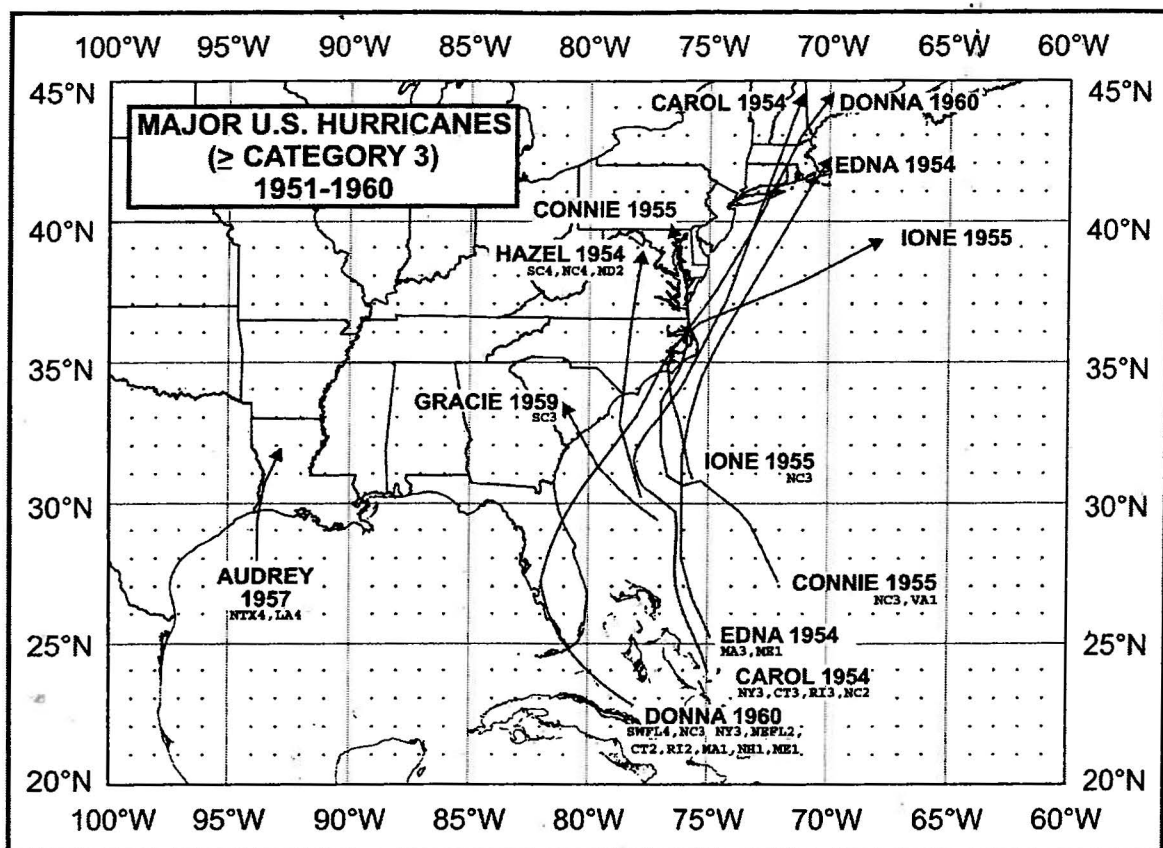 100°W 95°W 90°W 85°W 80°W 75°W 70°W 65°W 60°W
45°N 45°N
MAJOR U.S. HURRICANES
(≥ CATEGORY 3)
1951-1960
CAROL 1954
DONNA 1960
EDNA 1954
CONNIE 1955
40°N 40°N
IONE 1955
HAZEL 1954
SC4,NC4,MD2
35°N 35°N
GRACIE 1959
SC3
IONE 1955
NC3
30°N 30°N
AUDREY
1957
NTX4,LA4
CONNIE 1955
NC3,VA1
25°N 25°N
EDNA 1954
MA3,ME1
CAROL 1954
NY3,CT3,RI3,NC2
DONNA 1960
SWFL4,NC3 NY3,NEFL2,
CT2,RI2,MA1,NH1,ME1
20°N 20°N
100°W 95°W 90°W 85°W 80°W 75°W 70°W 65°W 60°W